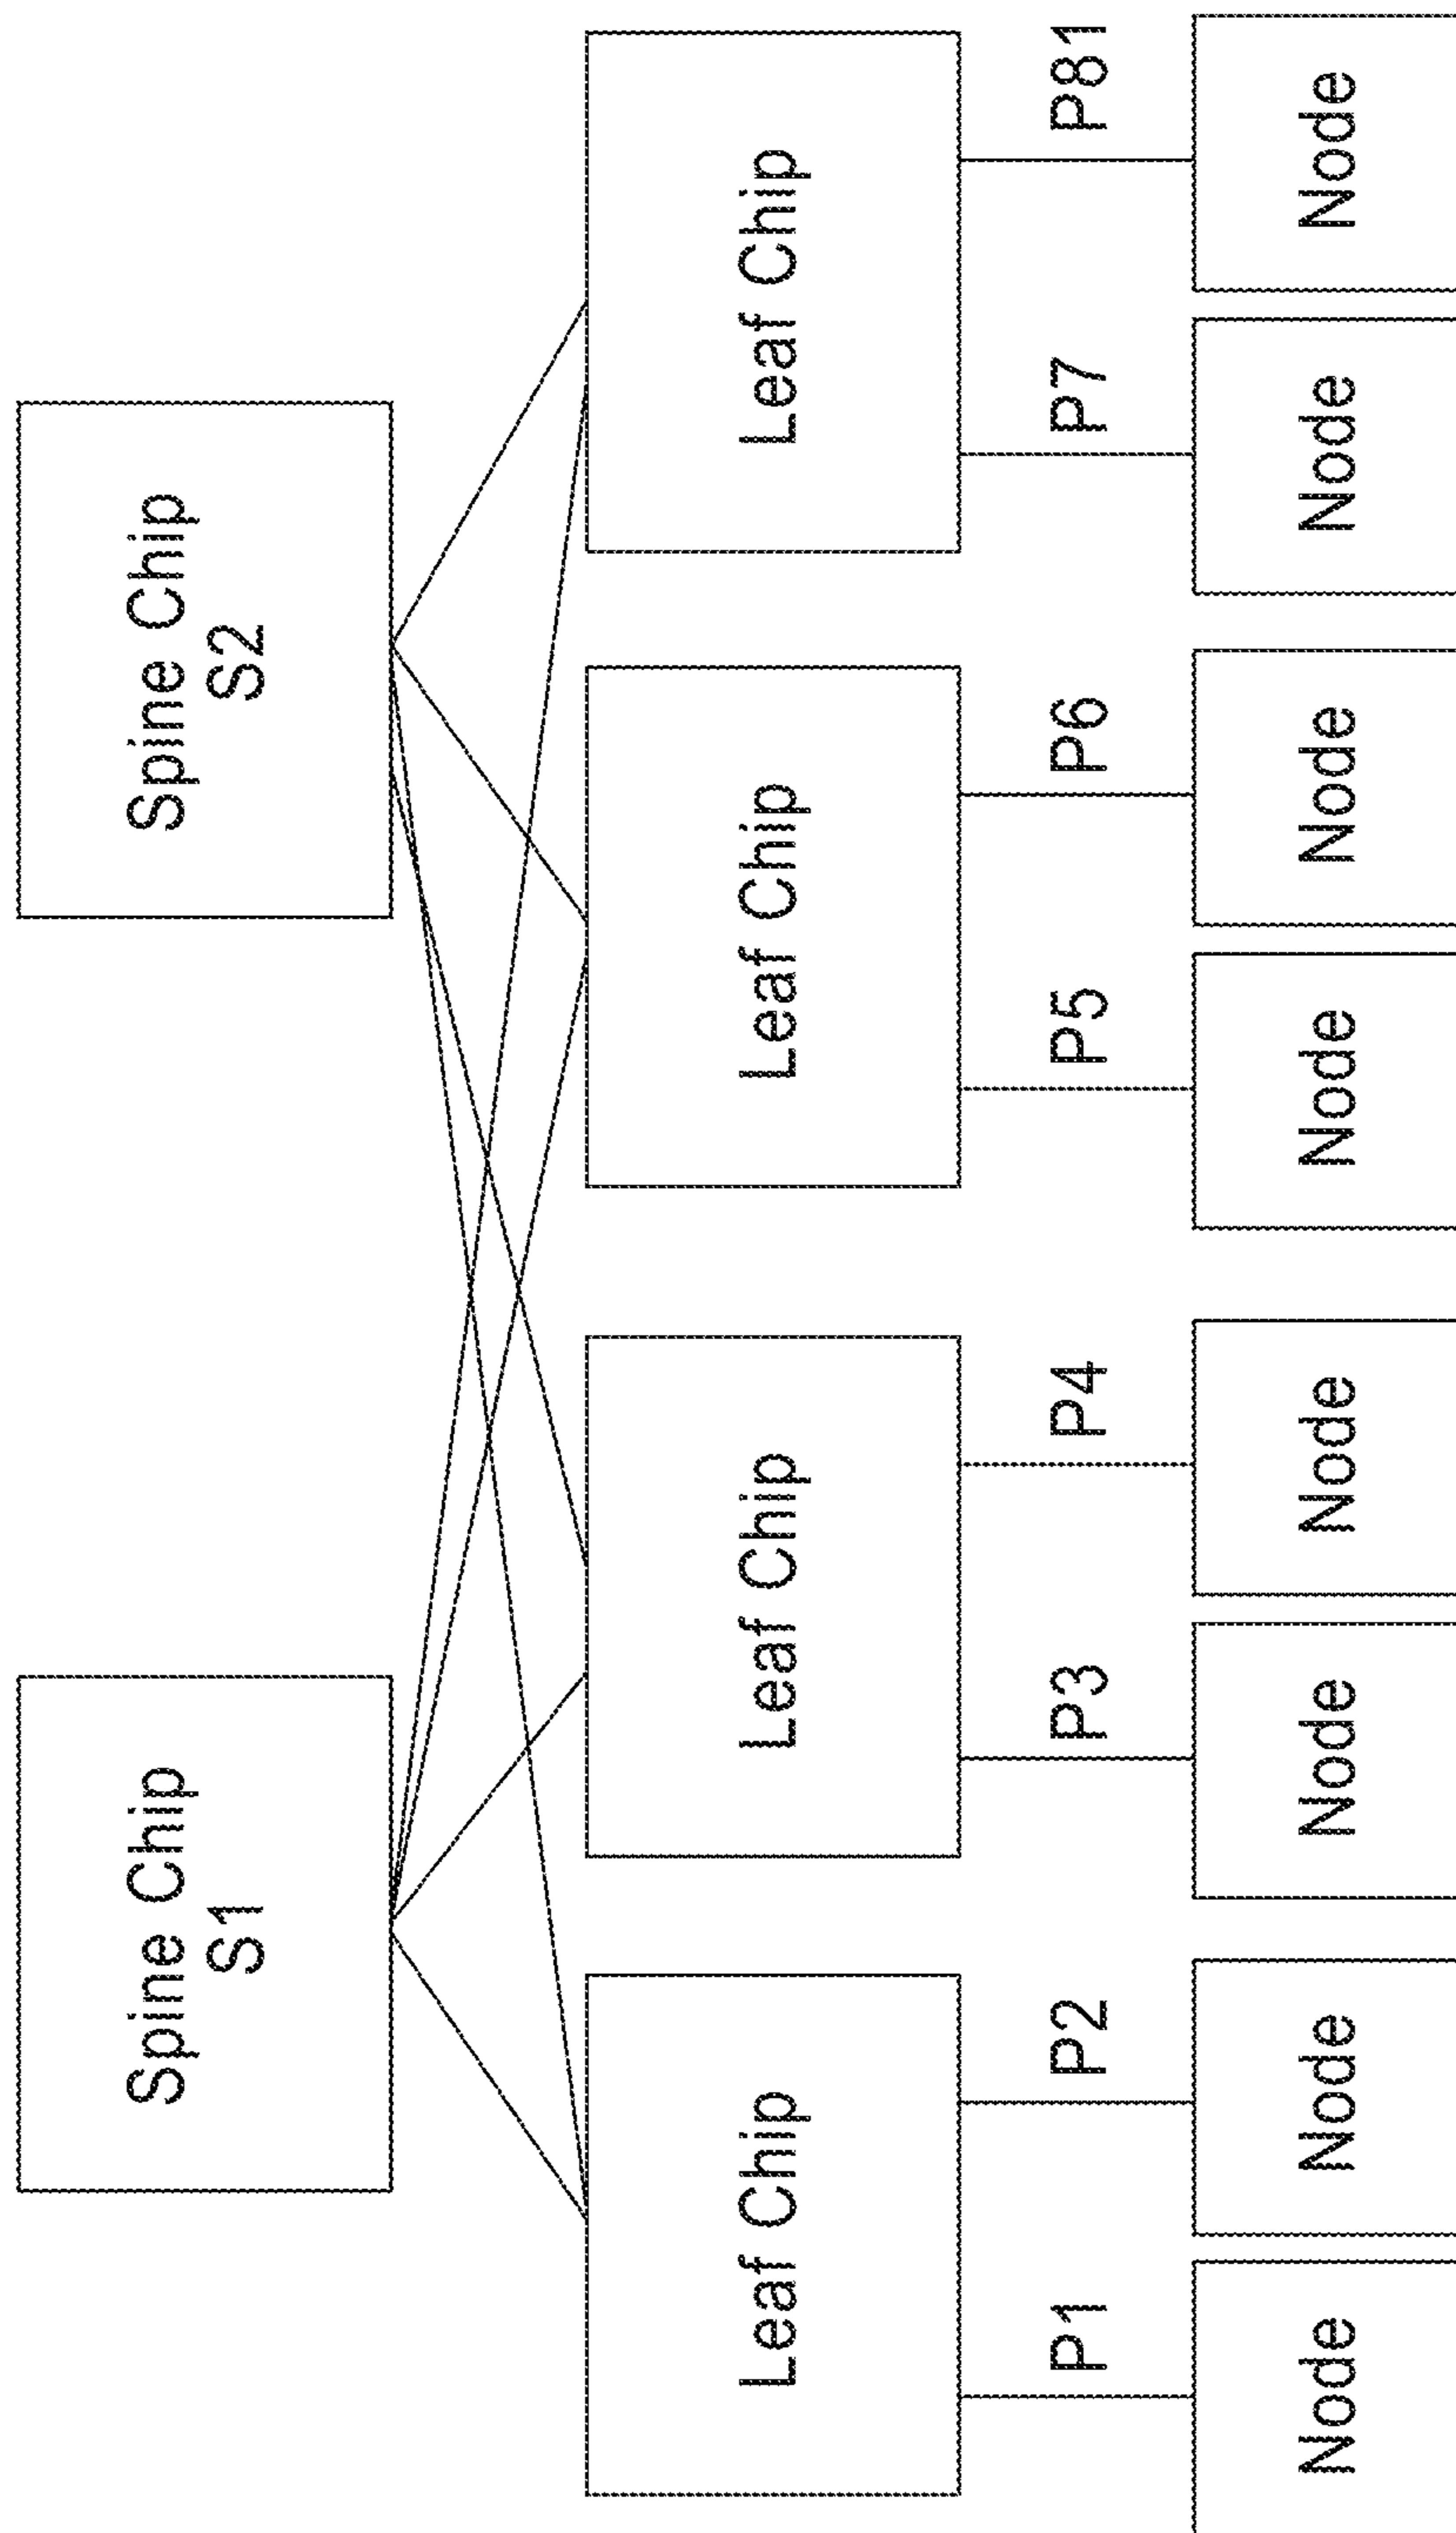 Spine Chip
S1
Spine Chip
S2
Leaf Chip
Leaf Chip
Leaf Chip
Leaf Chip
P1
P2
P3
P4
P5
P6
P7
P81
Node
Node
Node
Node
Node
Node
Node
Node